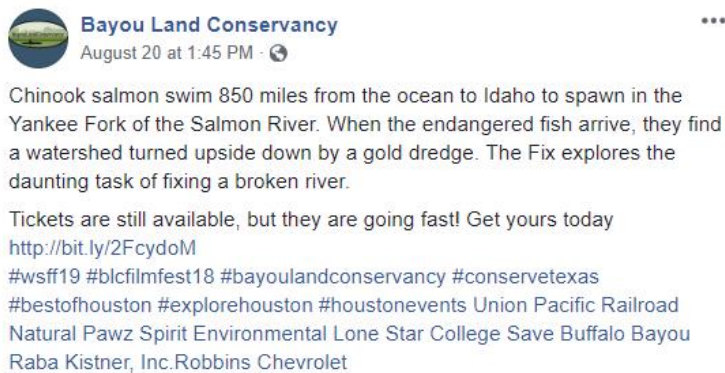 Bayou Land Conservancy
August 20 at 1:45 PM ·
Chinook salmon swim 850 miles from the ocean to Idaho to spawn in the
Yankee Fork of the Salmon River. When the endangered fish arrive, they find
a watershed turned upside down by a gold dredge. The Fix explores the
daunting task of fixing a broken river.
Tickets are still available, but they are going fast! Get yours today
http://bit.ly/2FcydoM
#wsff19 #blcfilmfest18 #bayoulandconservancy #conservetexas
#bestofhouston #explorehouston #houstonevents Union Pacific Railroad
Natural Pawz Spirit Environmental Lone Star College Save Buffalo Bayou
Raba Kistner, Inc.Robbins Chevrolet